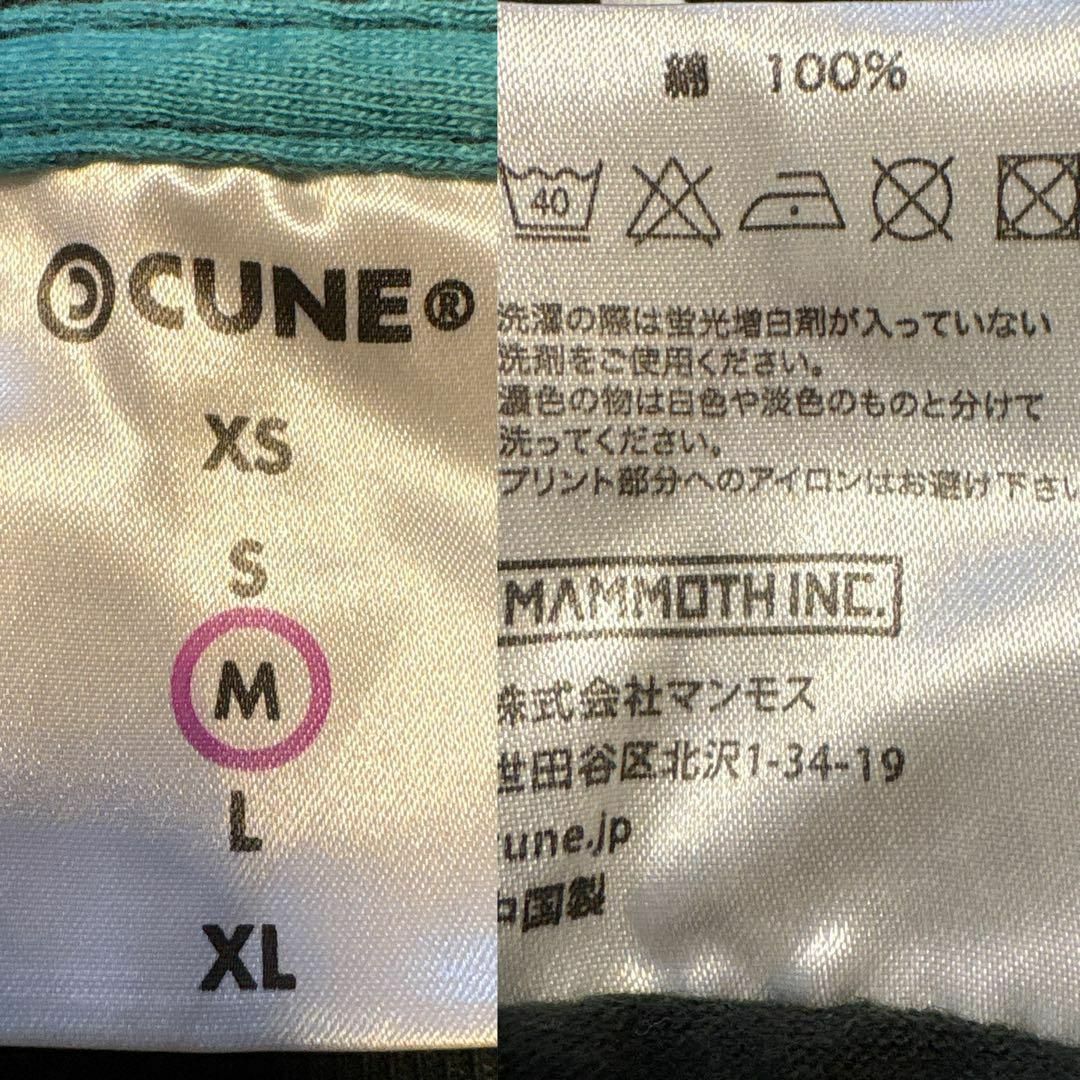 CUNE®
XS
S
M
L
XL
綿 100%
40
洗濯の際は蛍光増白剤が入っていない
洗剤をご使用ください。
濃色の物は白色や淡色のものと分けて
洗ってください。
プリント部分へのアイロンはお避け下さい
MAMMOTH INC.
株式会社マンモス
世田谷区北沢1-34-19
une.jp
中国製